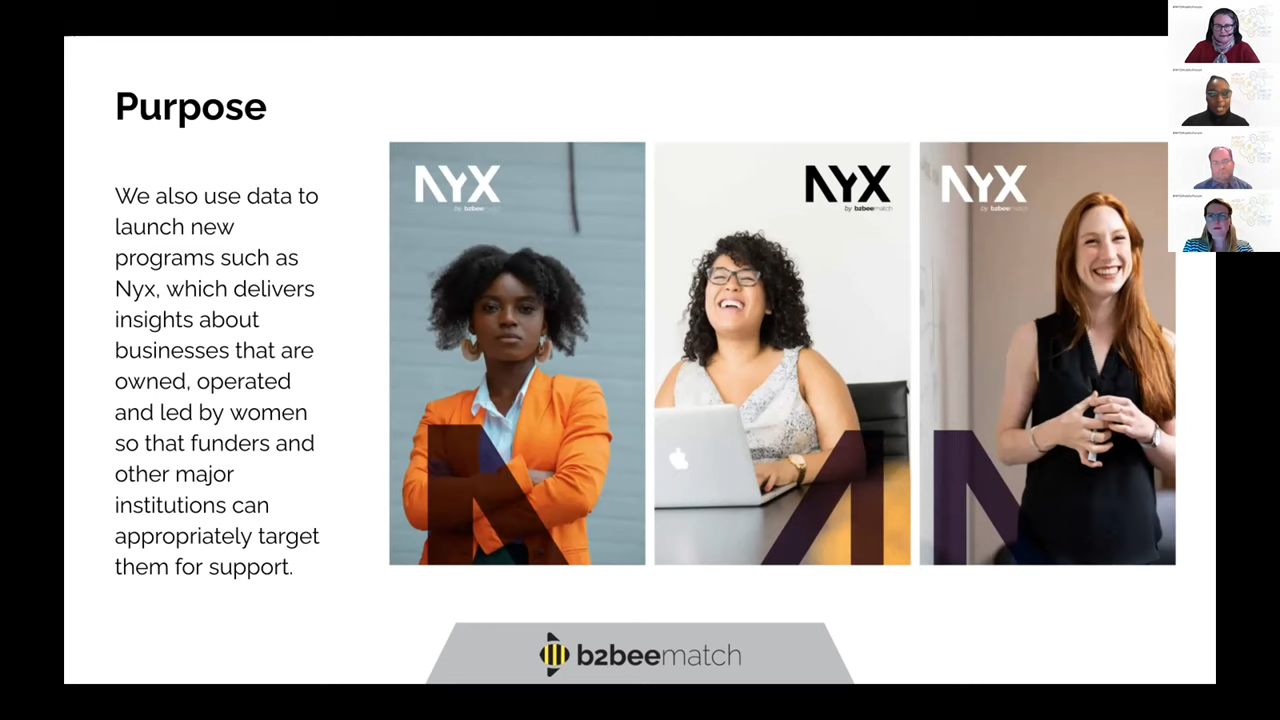 Purpose
We also use data to
launch new
programs such as
Nyx, which delivers
insights about
businesses that are
owned, operated
and led by women
so that funders and
other major
institutions can
appropriately target
them for support.
NYX
by b2beematch
NYX
by b2beematch
NYX
by b2beematch
b2beematch